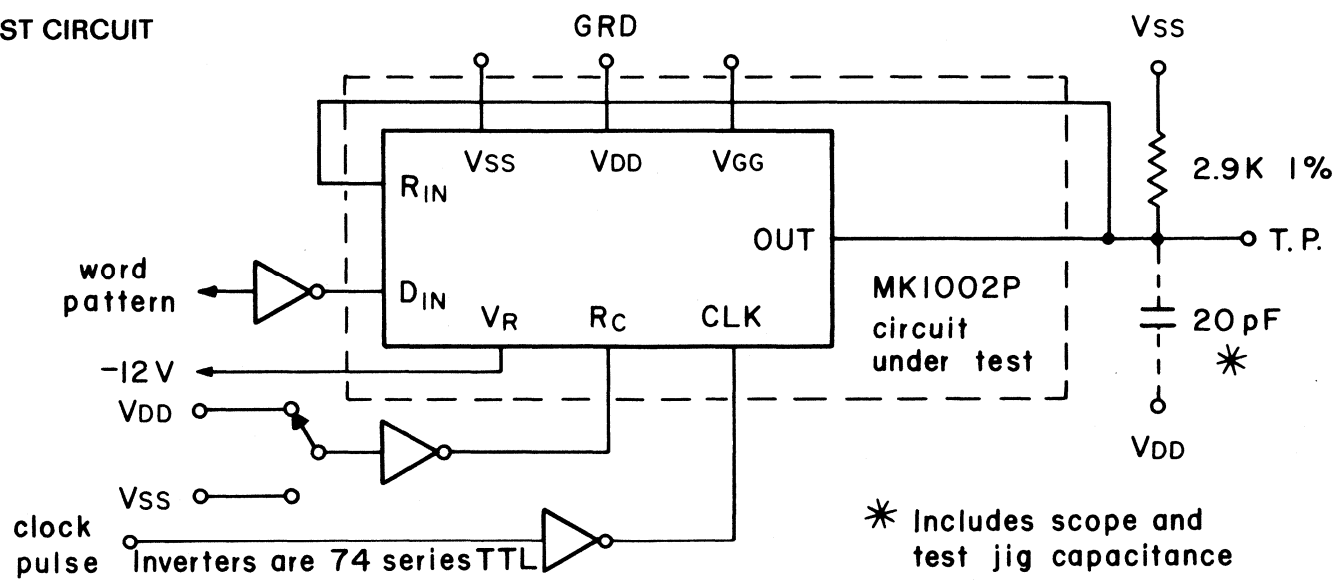 ST CIRCUIT
GRD
VSS
VSS
VDD
VGG
RIN
2.9K 1%
OUT
T.P.
word
pattern
DIN
VR
RC
CLK
MK1002P
circuit
under test
20 pF
*
-12V
VDD
VDD
VSS
clock
pulse
Inverters are 74 series TTL
* Includes scope and
test jig capacitance